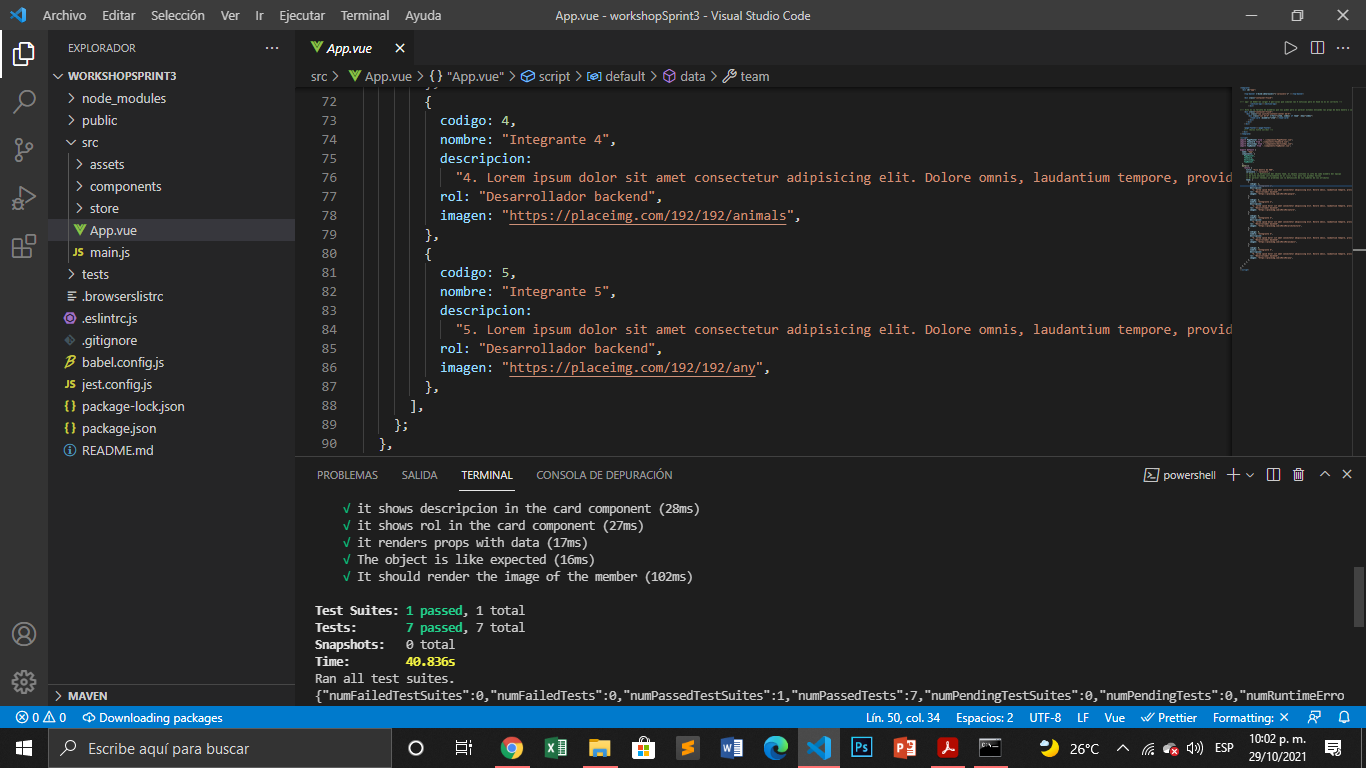 Archivo Editar Selección Ver Ir Ejecutar Terminal Ayuda
App.vue - workshopSprint3 - Visual Studio Code
EXPLORADOR
WORKSHOPSPRINT3
node_modules
public
src
assets
components
store
App.vue
JS main.js
tests
.browserslistrc
.eslintrc.js
.gitignore
babel.config.js
JS jest.config.js
{} package-lock.json
{} package.json
README.md
MAVEN
App.vue
src > App.vue > {} "App.vue" > script > default > data > team
72 {
73 codigo: 4,
74 nombre: "Integrante 4",
75 descripcion:
76 "4. Lorem ipsum dolor sit amet consectetur adipisicing elit. Dolore omnis, laudantium tempore, provid
77 rol: "Desarrollador backend",
78 imagen: "https://placeimg.com/192/192/animals",
79 },
80 {
81 codigo: 5,
82 nombre: "Integrante 5",
83 descripcion:
84 "5. Lorem ipsum dolor sit amet consectetur adipisicing elit. Dolore omnis, laudantium tempore, provid
85 rol: "Desarrollador backend",
86 imagen: "https://placeimg.com/192/192/any",
87 },
88 ],
89 };
90 },
PROBLEMAS SALIDA TERMINAL CONSOLA DE DEPURACIÓN
powershell
√ it shows descripcion in the card component (28ms)
√ it shows rol in the card component (27ms)
√ it renders props with data (17ms)
√ The object is like expected (16ms)
√ It should render the image of the member (102ms)
Test Suites: 1 passed, 1 total
Tests: 7 passed, 7 total
Snapshots: 0 total
Time: 40.836s
Ran all test suites.
{"numFailedTestSuites":0,"numFailedTests":0,"numPassedTestSuites":1,"numPassedTests":7,"numPendingTestSuites":0,"numPendingTests":0,"numRuntimeErro
0 0 Downloading packages
Lín. 50, col. 34 Espacios: 2 UTF-8 LF Vue Prettier Formatting: ×
Escribe aquí para buscar
26°C
ESP
10:02 p. m.
29/10/2021